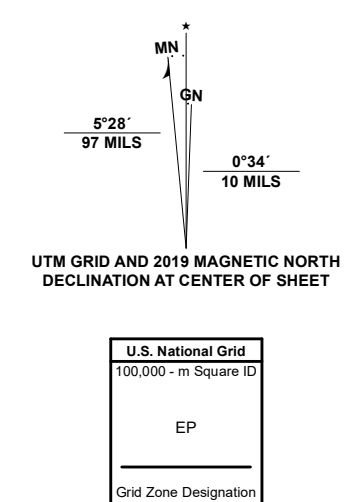 ★
MN
GN
5°28´
97 MILS
0°34´
10 MILS
UTM GRID AND 2019 MAGNETIC NORTH
DECLINATION AT CENTER OF SHEET
U.S. National Grid
100,000 - m Square ID
EP
Grid Zone Designation